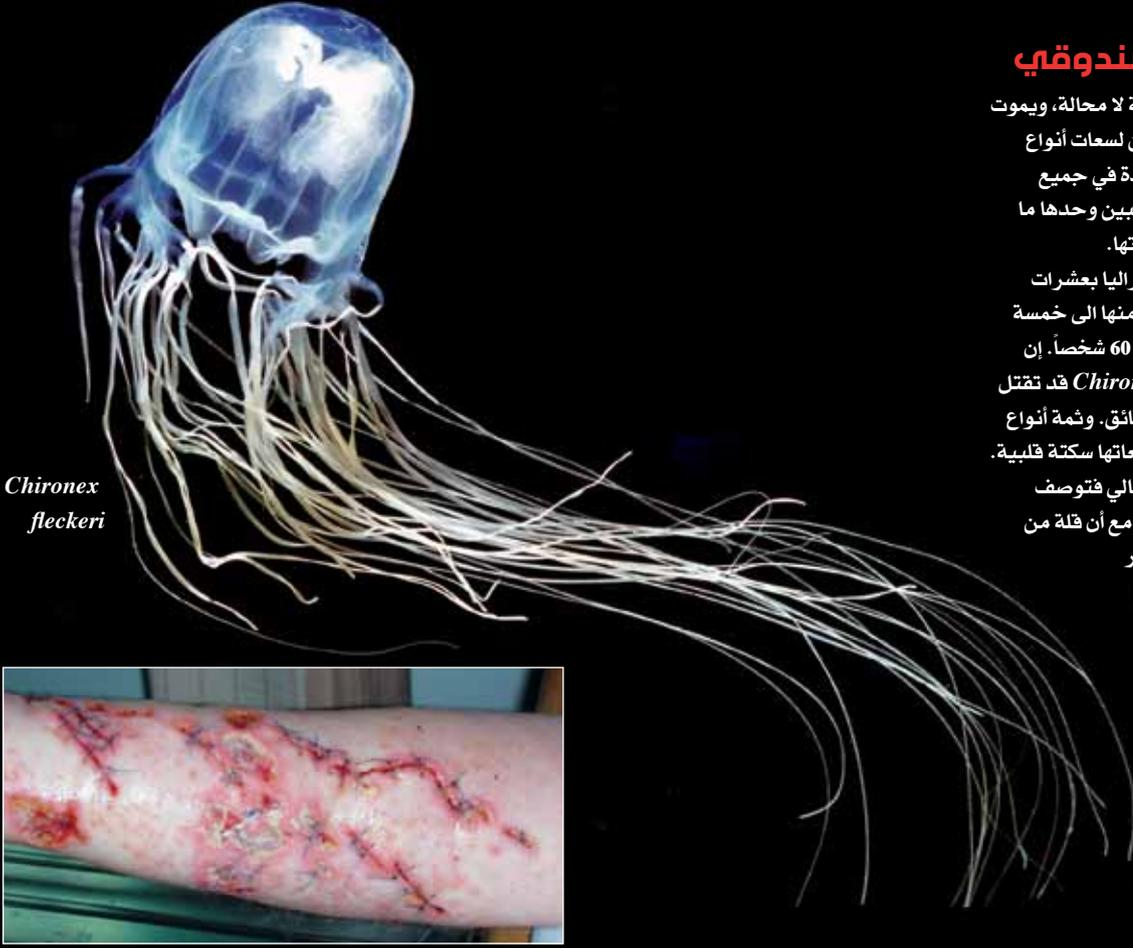 ندوقي
ة لا محالة، ويموت
ن لسعات أنواع
دة في جميع
بين وحدها ما
تها.
راليا بعشرات
منها الى خمسة
60 شخصاً. إن
Chiron قد تقتل
ائق. وثمة أنواع
عاتها سكتة قلبية.
الي فتوصف
مع أن قلة من
ر
Chironex
fleckeri